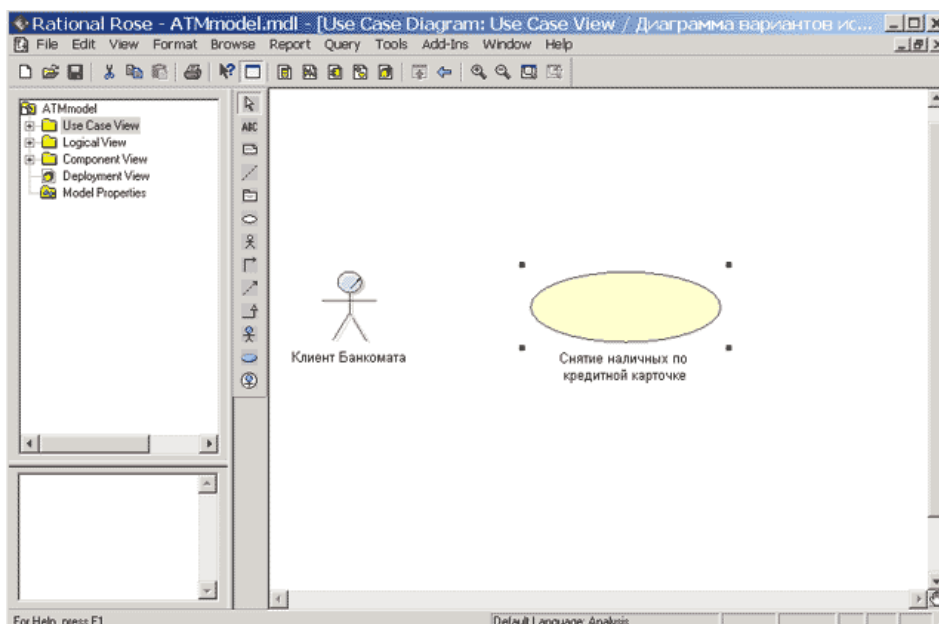 Rational Rose - ATMmodel.mdl - [Use Case Diagram: Use Case View / Диаграмма вариантов ис...
File Edit View Format Browse Report Query Tools Add-Ins Window Help
ATMmodel
Use Case View
Logical View
Component View
Deployment View
Model Properties
ABC
Клиент Банкомата
Снятие наличных по
кредитной карточке
For Help, press F1
Default Language: Analysis